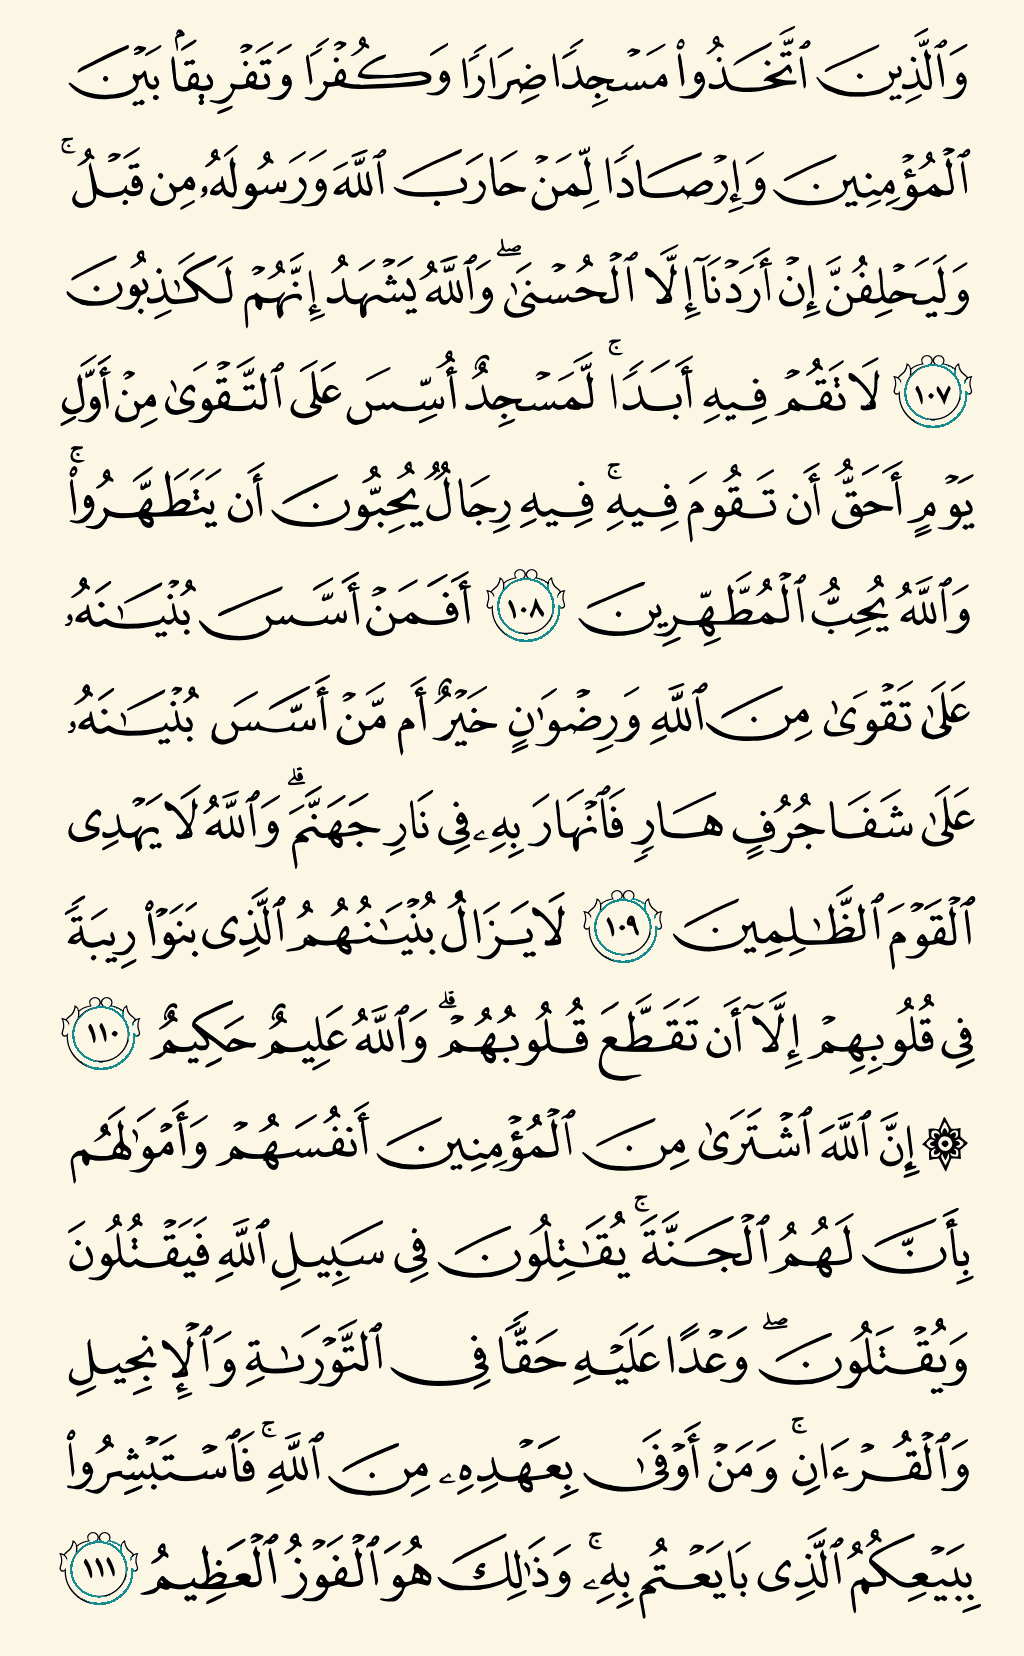 وَٱلَّذِينَ ٱتَّخَذُوا۟ مَسْجِدًا ضِرَارًا وَكُفْرًا وَتَفْرِيقًۢا بَيْنَ
ٱلْمُؤْمِنِينَ وَإِرْصَادًا لِّمَنْ حَارَبَ ٱللَّهَ وَرَسُولَهُۥ مِن قَبْلُ ۚ
وَلَيَحْلِفُنَّ إِنْ أَرَدْنَآ إِلَّا ٱلْحُسْنَىٰ ۖ وَٱللَّهُ يَشْهَدُ إِنَّهُمْ لَكَـٰذِبُونَ
١٠٧ لَا تَقُمْ فِيهِ أَبَدًا ۚ لَّمَسْجِدٌ أُسِّسَ عَلَى ٱلتَّقْوَىٰ مِنْ أَوَّلِ
يَوْمٍ أَحَقُّ أَن تَقُومَ فِيهِ ۚ فِيهِ رِجَالٌ يُحِبُّونَ أَن يَتَطَهَّرُوا۟ ۚ
وَٱللَّهُ يُحِبُّ ٱلْمُطَّهِّرِينَ ١٠٨ أَفَمَنْ أَسَّسَ بُنْيَـٰنَهُۥ
عَلَىٰ تَقْوَىٰ مِنَ ٱللَّهِ وَرِضْوَٰنٍ خَيْرٌ أَم مَّنْ أَسَّسَ بُنْيَـٰنَهُۥ
عَلَىٰ شَفَا جُرُفٍ هَارٍ فَٱنْهَارَ بِهِۦ فِى نَارِ جَهَنَّمَ ۗ وَٱللَّهُ لَا يَهْدِى
ٱلْقَوْمَ ٱلظَّـٰلِمِينَ ١٠٩ لَا يَزَالُ بُنْيَـٰنُهُمُ ٱلَّذِى بَنَوْا۟ رِيبَةً
فِى قُلُوبِهِمْ إِلَّآ أَن تَقَطَّعَ قُلُوبُهُمْ ۗ وَٱللَّهُ عَلِيمٌ حَكِيمٌ ١١٠
۞ إِنَّ ٱللَّهَ ٱشْتَرَىٰ مِنَ ٱلْمُؤْمِنِينَ أَنفُسَهُمْ وَأَمْوَٰلَهُم
بِأَنَّ لَهُمُ ٱلْجَنَّةَ ۚ يُقَـٰتِلُونَ فِى سَبِيلِ ٱللَّهِ فَيَقْتُلُونَ
وَيُقْتَلُونَ ۖ وَعْدًا عَلَيْهِ حَقًّا فِى ٱلتَّوْرَىٰةِ وَٱلْإِنجِيلِ
وَٱلْقُرْءَانِ ۚ وَمَنْ أَوْفَىٰ بِعَهْدِهِۦ مِنَ ٱللَّهِ ۚ فَٱسْتَبْشِرُوا۟
بِبَيْعِكُمُ ٱلَّذِى بَايَعْتُم بِهِۦ ۚ وَذَٰلِكَ هُوَ ٱلْفَوْزُ ٱلْعَظِيمُ ١١١